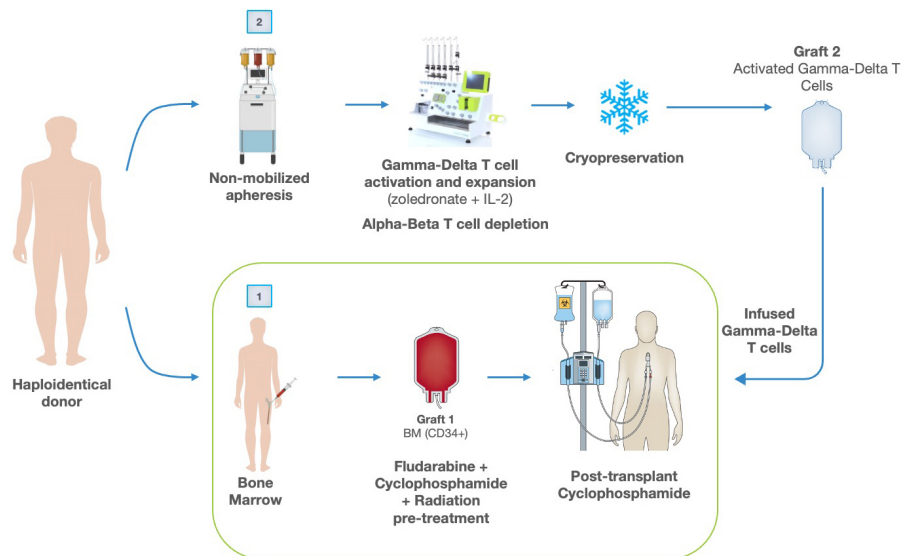 2
Non-mobilized
apheresis
Gamma-Delta T cell
activation and expansion
(zoledronate + IL-2)
Alpha-Beta T cell depletion
Cryopreservation
Graft 2
Activated Gamma-Delta T
Cells
Haploidentical
donor
1
Bone
Marrow
Graft 1
BM (CD34+)
Fludarabine +
Cyclophosphamide
+ Radiation
pre-treatment
Post-transplant
Cyclophosphamide
Infused
Gamma-Delta
T cells